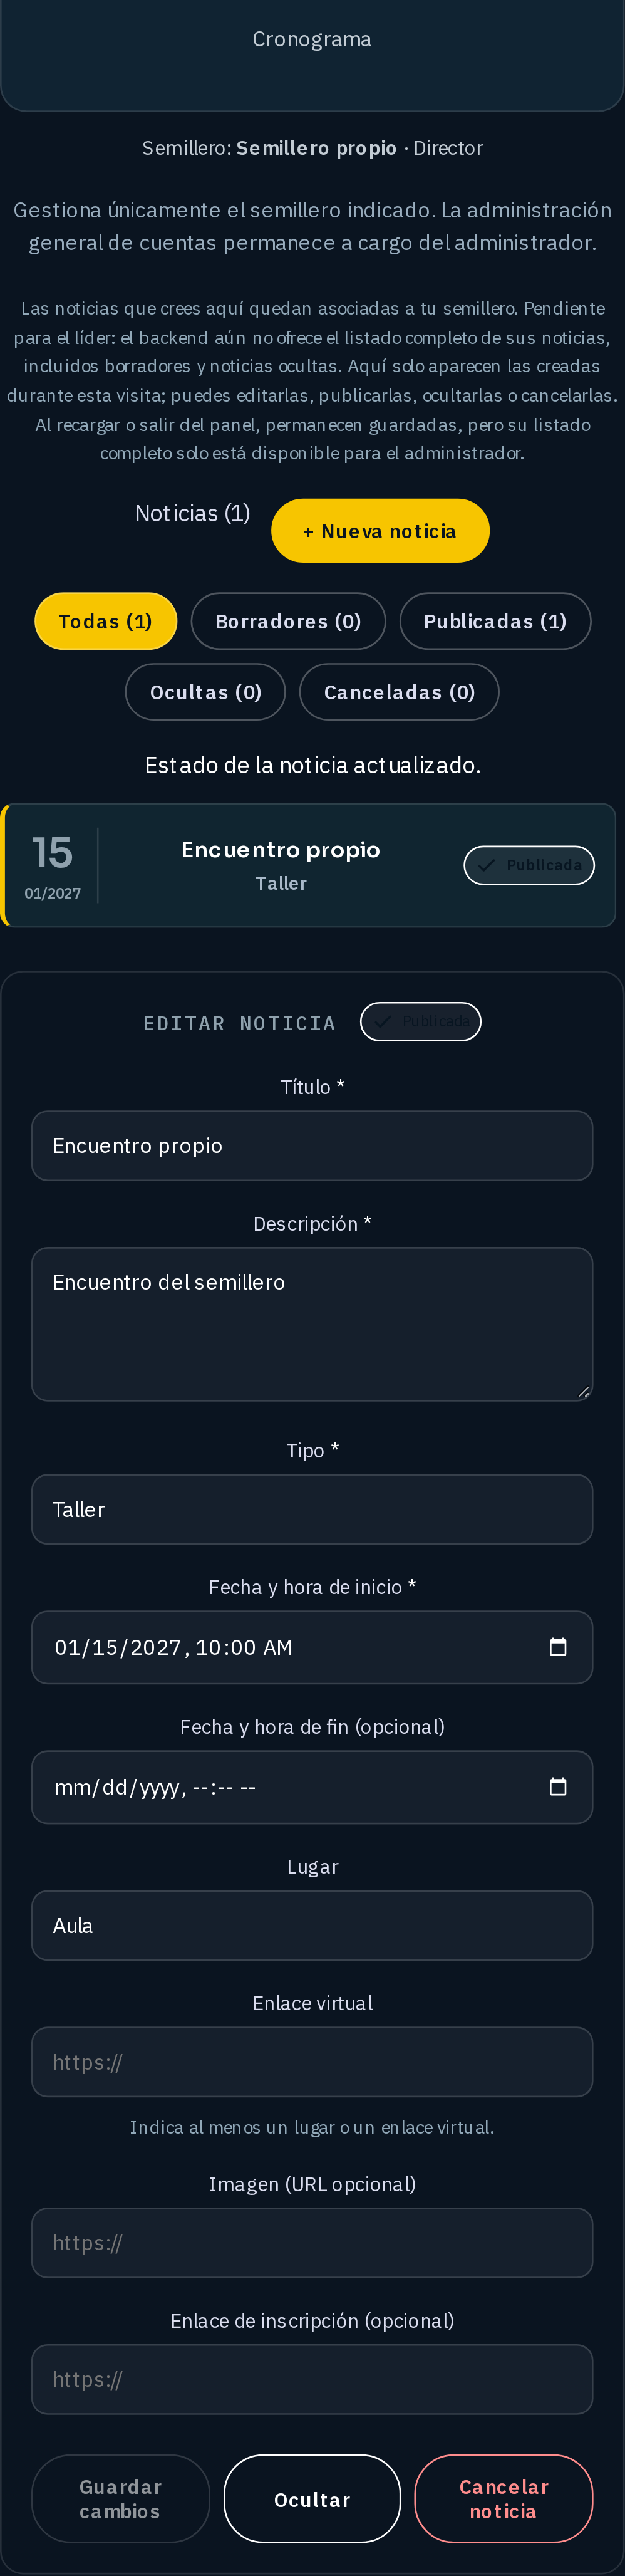 Cronograma
Semillero: Semillero propio · Director
Gestiona únicamente el semillero indicado. La administración
general de cuentas permanece a cargo del administrador.
Las noticias que crees aquí quedan asociadas a tu semillero. Pendiente
para el líder: el backend aún no ofrece el listado completo de sus noticias,
incluidos borradores y noticias ocultas. Aquí solo aparecen las creadas
durante esta visita; puedes editarlas, publicarlas, ocultarlas o cancelarlas.
Al recargar o salir del panel, permanecen guardadas, pero su listado
completo solo está disponible para el administrador.
Noticias (1)
+ Nueva noticia
Todas (1) Borradores (0) Publicadas (1)
Ocultas (0) Canceladas (0)
Estado de la noticia actualizado.
15
01/2027
Encuentro propio
Taller
Publicada
EDITAR NOTICIA Publicada
Título *
Encuentro propio
Descripción *
Encuentro del semillero
Tipo *
Taller
Fecha y hora de inicio *
01/15/2027, 10:00 AM
Fecha y hora de fin (opcional)
mm/dd/yyyy, --:-- --
Lugar
Aula
Enlace virtual
https://
Indica al menos un lugar o un enlace virtual.
Imagen (URL opcional)
https://
Enlace de inscripción (opcional)
https://
Guardar
cambios
Ocultar
Cancelar
noticia